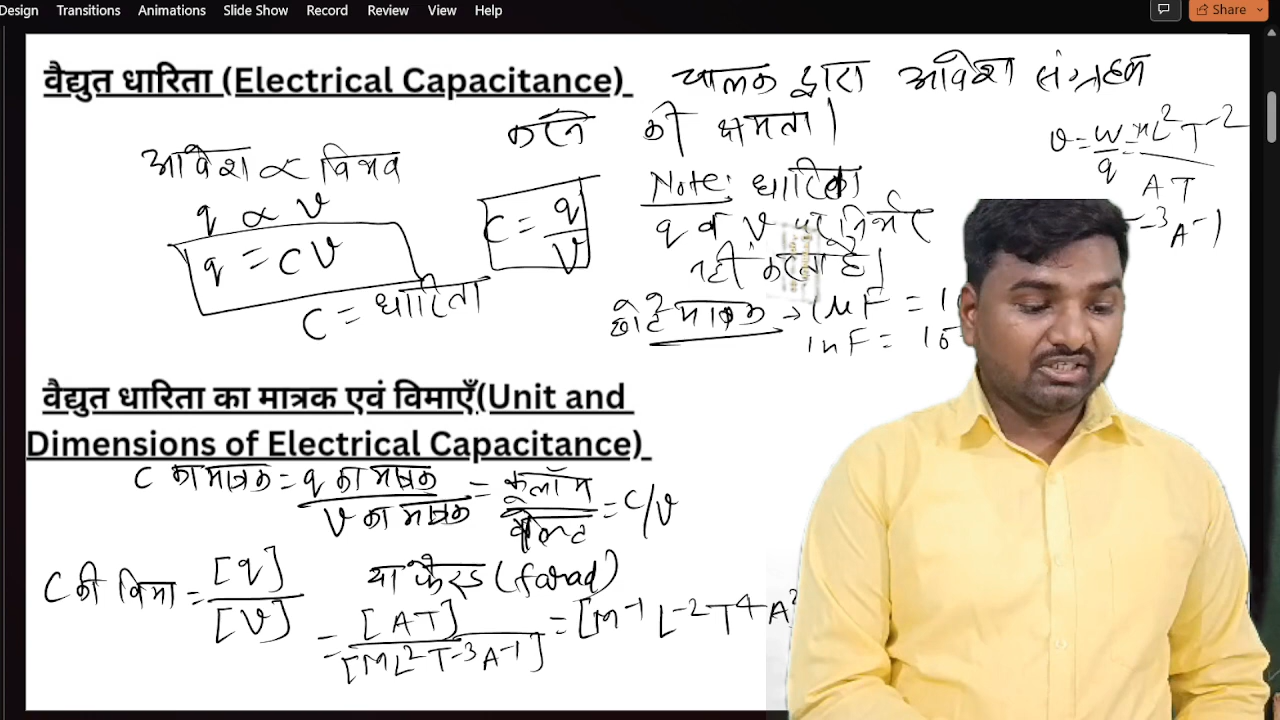 Design Transitions Animations Slide Show Record Review View Help Share
वैद्युत धारिता (Electrical Capacitance)
चालक द्वारा आवेश संग्रहण
करने की क्षमता।
आवेश ∝ विभव
q ∝ V
q = CV
C = धारिता
C = q/V
Note: धारिता
q व V पर निर्भर
नहीं करता है।
छोटे मात्रक → 1μF = 1
1nF = 10
V = W/q = ML²T⁻²/AT
⁻³A⁻¹)
वैद्युत धारिता का मात्रक एवं विमाएँ(Unit and
Dimensions of Electrical Capacitance)
C का मात्रक = q का मात्रक/V का मात्रक = कूलॉम/वोल्ट = C/V
या फैरड (farad)
C की विमा = [q]/[V]
= [AT]/[ML²T⁻³A⁻¹] = [M⁻¹L⁻²T⁴A²